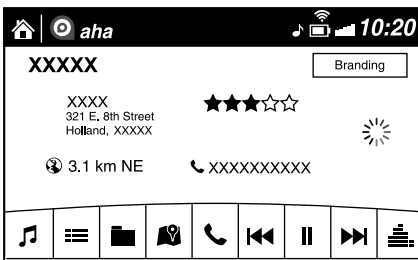 aha 10:20
XXXXX Branding
XXXX
321 E. 8th Street
Holland, XXXXX
3.1 km NE XXXXXXXXXX